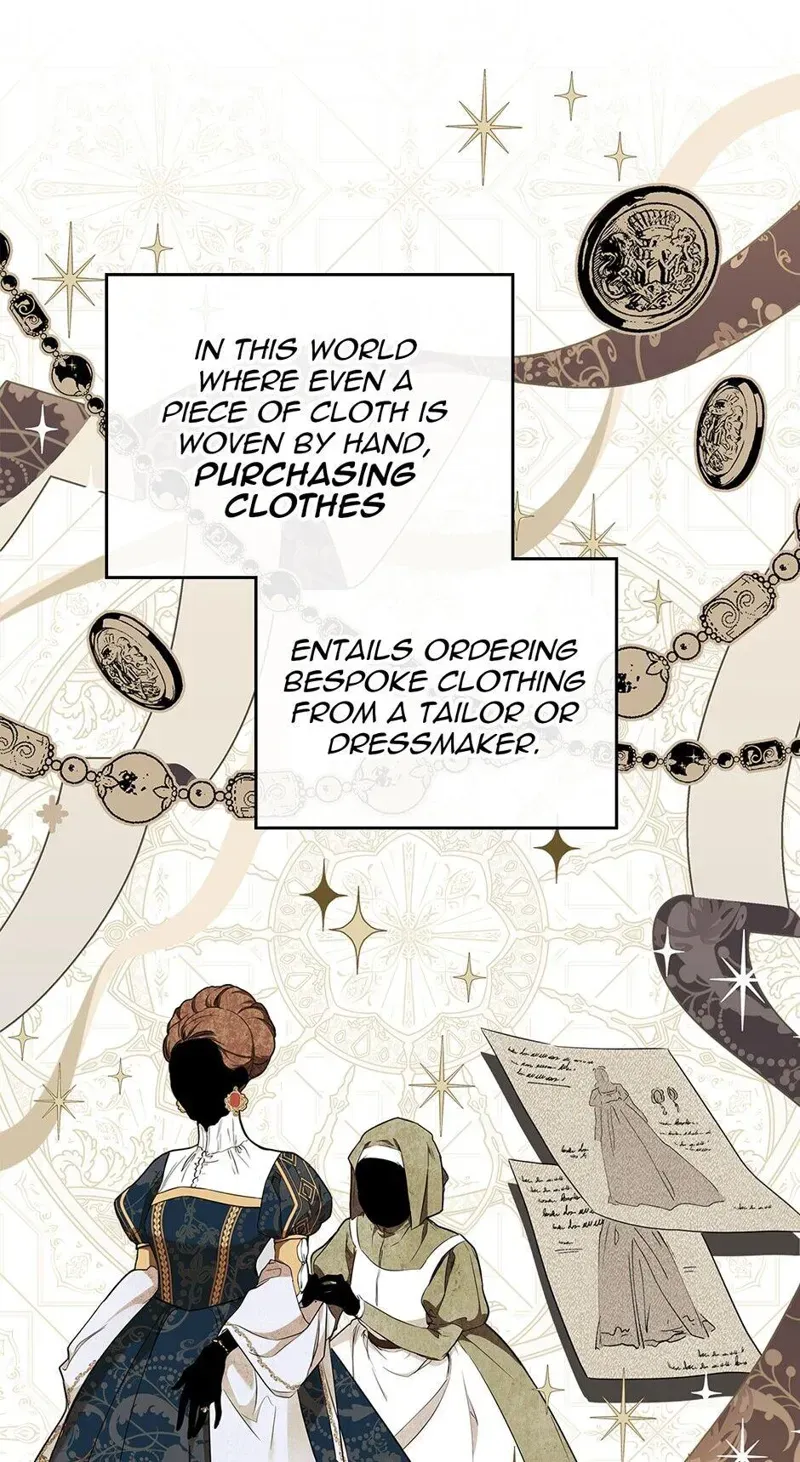 IN THIS WORLD
WHERE EVEN A
PIECE OF CLOTH IS
WOVEN BY HAND,
PURCHASING
CLOTHES
ENTAILS ORDERING
BESPOKE CLOTHING
FROM A TAILOR OR
DRESSMAKER.